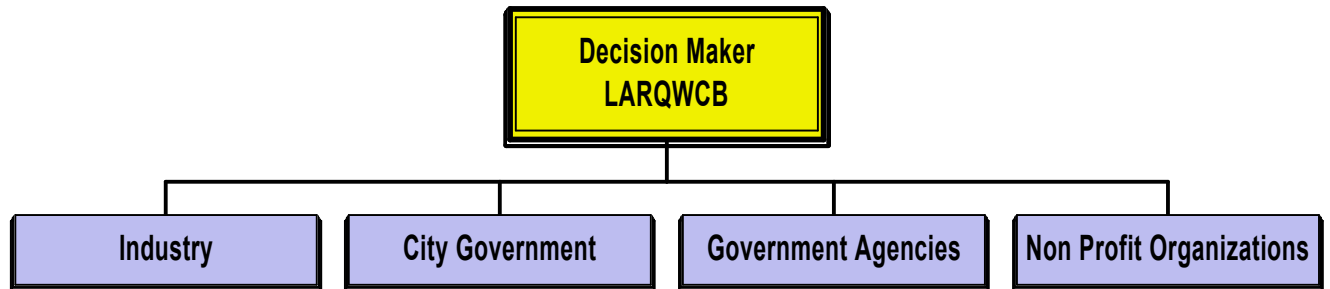 Decision Maker
LARQWCB
Industry
City Government
Government Agencies
Non Profit Organizations